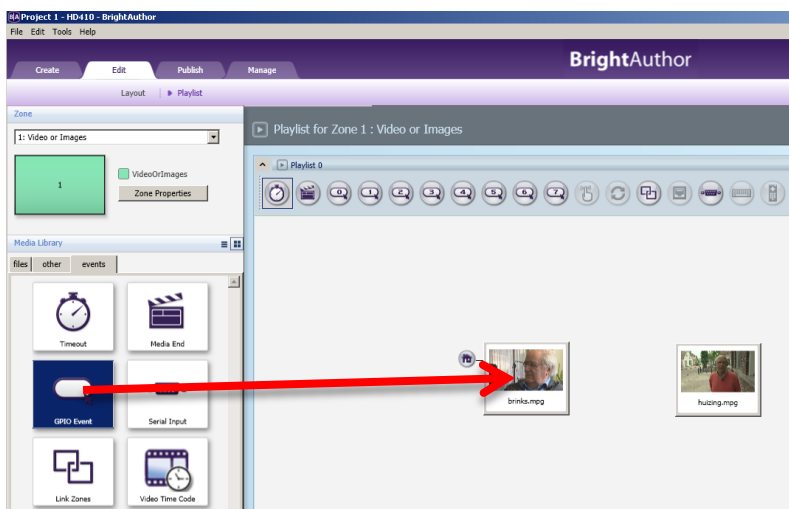 Project 1 - HD410 - BrightAuthor
File Edit Tools Help
BrightAuthor
Create Edit Publish Manage
Layout Playlist
Zone
1: Video or Images
1
VideoOrImages
Zone Properties
Playlist for Zone 1 : Video or Images
Playlist 0
0 1 2 3 4 5 6 7
Media Library
files other events
Timeout Media End
GPIO Event Serial Input
Link Zones Video Time Code
brinks.mpg huizing.mpg